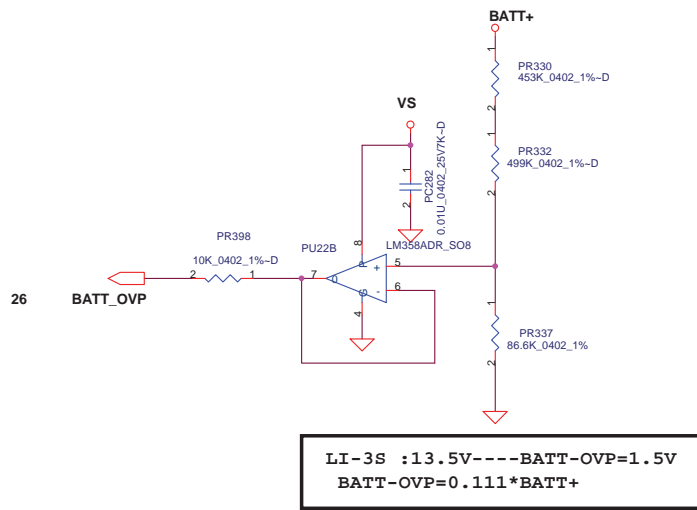 BATT+
1
PR330
453K_0402_1%~D
2
VS
1
PR332
499K_0402_1%~D
2
1
PC282
0.01U_0402_25V7K~D
2
PR398
10K_0402_1%~D
PU22B
8
LM358ADR_SO8
P
+
5
2
1
7
0
-
6
G
4
26
BATT_OVP
1
PR337
86.6K_0402_1%
2
LI-3S :13.5V----BATT-OVP=1.5V
BATT-OVP=0.111*BATT+